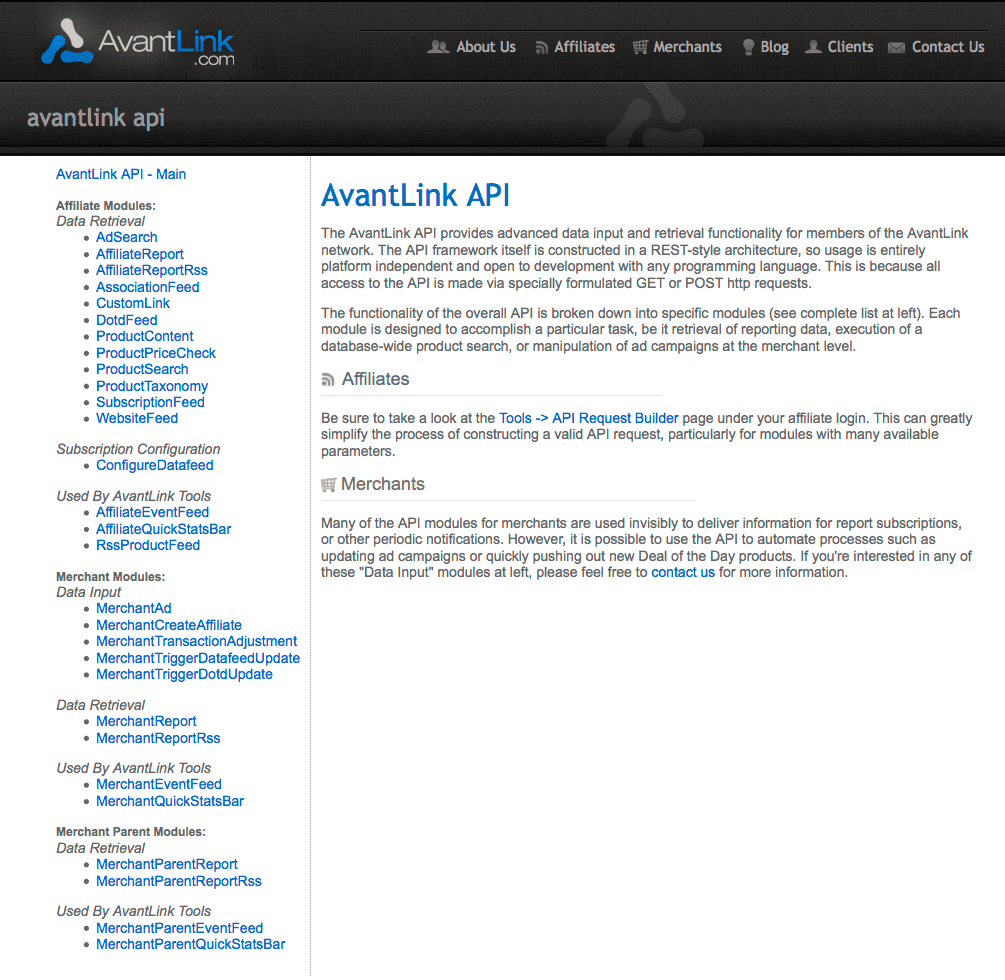 AvantLink
.com
About Us Affiliates Merchants Blog Clients Contact Us
avantlink api
AvantLink API - Main
Affiliate Modules:
Data Retrieval
• AdSearch
• AffiliateReport
• AffiliateReportRss
• AssociationFeed
• CustomLink
• DotdFeed
• ProductContent
• ProductPriceCheck
• ProductSearch
• ProductTaxonomy
• SubscriptionFeed
• WebsiteFeed
Subscription Configuration
• ConfigureDatafeed
Used By AvantLink Tools
• AffiliateEventFeed
• AffiliateQuickStatsBar
• RssProductFeed
Merchant Modules:
Data Input
• MerchantAd
• MerchantCreateAffiliate
• MerchantTransactionAdjustment
• MerchantTriggerDatafeedUpdate
• MerchantTriggerDotdUpdate
Data Retrieval
• MerchantReport
• MerchantReportRss
Used By AvantLink Tools
• MerchantEventFeed
• MerchantQuickStatsBar
Merchant Parent Modules:
Data Retrieval
• MerchantParentReport
• MerchantParentReportRss
Used By AvantLink Tools
• MerchantParentEventFeed
• MerchantParentQuickStatsBar
AvantLink API
The AvantLink API provides advanced data input and retrieval functionality for members of the AvantLink
network. The API framework itself is constructed in a REST-style architecture, so usage is entirely
platform independent and open to development with any programming language. This is because all
access to the API is made via specially formulated GET or POST http requests.
The functionality of the overall API is broken down into specific modules (see complete list at left). Each
module is designed to accomplish a particular task, be it retrieval of reporting data, execution of a
database-wide product search, or manipulation of ad campaigns at the merchant level.
Affiliates
Be sure to take a look at the Tools -> API Request Builder page under your affiliate login. This can greatly
simplify the process of constructing a valid API request, particularly for modules with many available
parameters.
Merchants
Many of the API modules for merchants are used invisibly to deliver information for report subscriptions,
or other periodic notifications. However, it is possible to use the API to automate processes such as
updating ad campaigns or quickly pushing out new Deal of the Day products. If you're interested in any of
these "Data Input" modules at left, please feel free to contact us for more information.